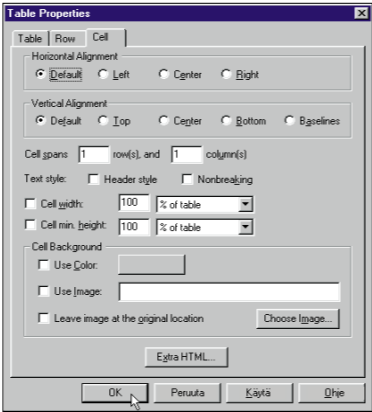 Table Properties
Table Row Cell
Horizontal Alignment
Default Left Center Right
Vertical Alignment
Default Top Center Bottom Baselines
Cell spans 1 row(s), and 1 column(s)
Text style: Header style Nonbreaking
Cell width: 100 % of table
Cell min. height: 100 % of table
Cell Background
Use Color:
Use Image:
Leave image at the original location Choose Image...
Extra HTML...
OK Peruuta Käytä Ohje